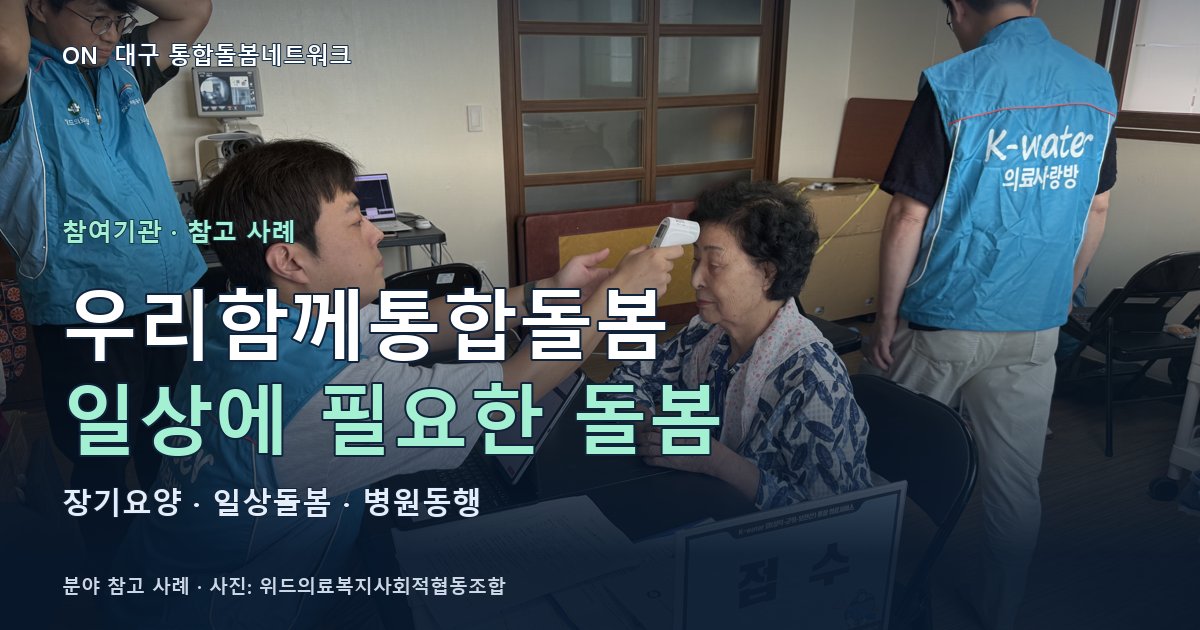 ON 대구 통합돌봄네트워크
K-water
의료사랑방
참여기관 · 참고 사례
우리함께통합돌봄
일상에 필요한 돌봄
장기요양 · 일상돌봄 · 병원동행
접수
분야 참고 사례 · 사진: 위드의료복지사회적협동조합